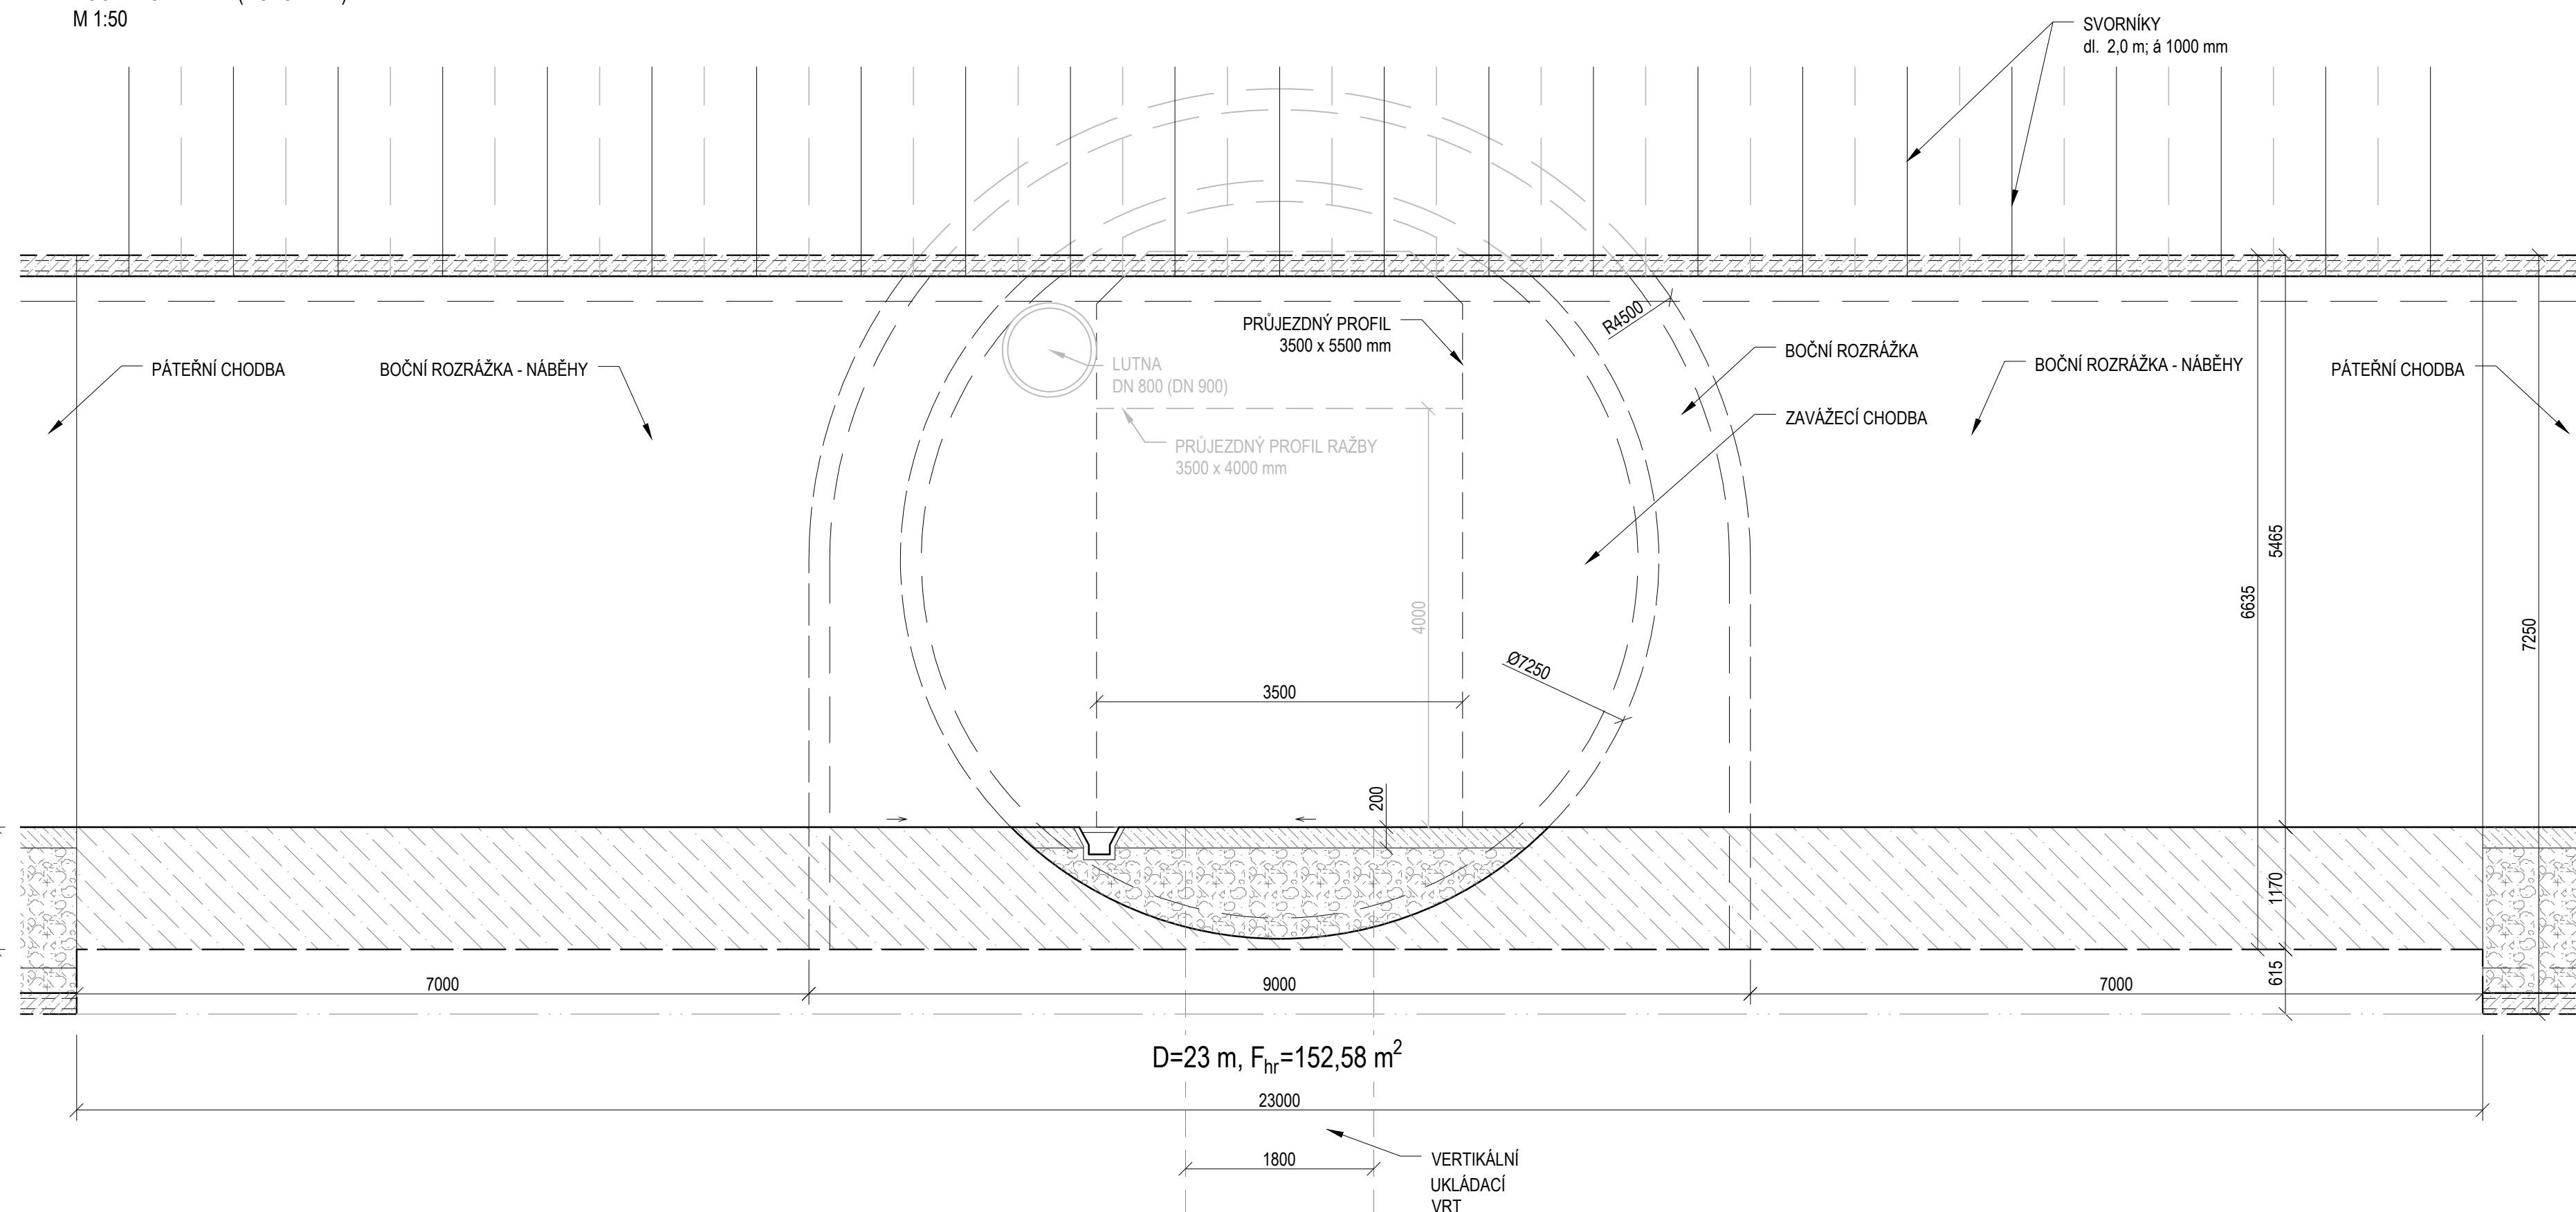 M 1:50
SVORNÍKY
dl. 2,0 m; á 1000 mm
PRŮJEZDNÝ PROFIL
3500 x 5500 mm
R4500
BOČNÍ ROZRÁŽKA
PÁTEŘNÍ CHODBA
BOČNÍ ROZRÁŽKA - NÁBĚHY
LUTNA
DN 800 (DN 900)
BOČNÍ ROZRÁŽKA - NÁBĚHY
PÁTEŘNÍ CHODBA
ZAVÁŽECÍ CHODBA
PRŮJEZDNÝ PROFIL RAŽBY
3500 x 4000 mm
5465
6635
4000
7250
Ø7250
3500
200
1170
615
7000
9000
7000
D=23 m, Fhr=152,58 m²
23000
1800
VERTIKÁLNÍ
UKLÁDACÍ
VRT